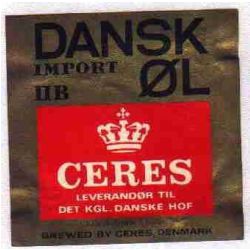 DANSK
IMPORT ØL
IIB
CERES
LEVERANDØR TIL
DET KGL. DANSKE HOF
BREWED BY CERES, DENMARK